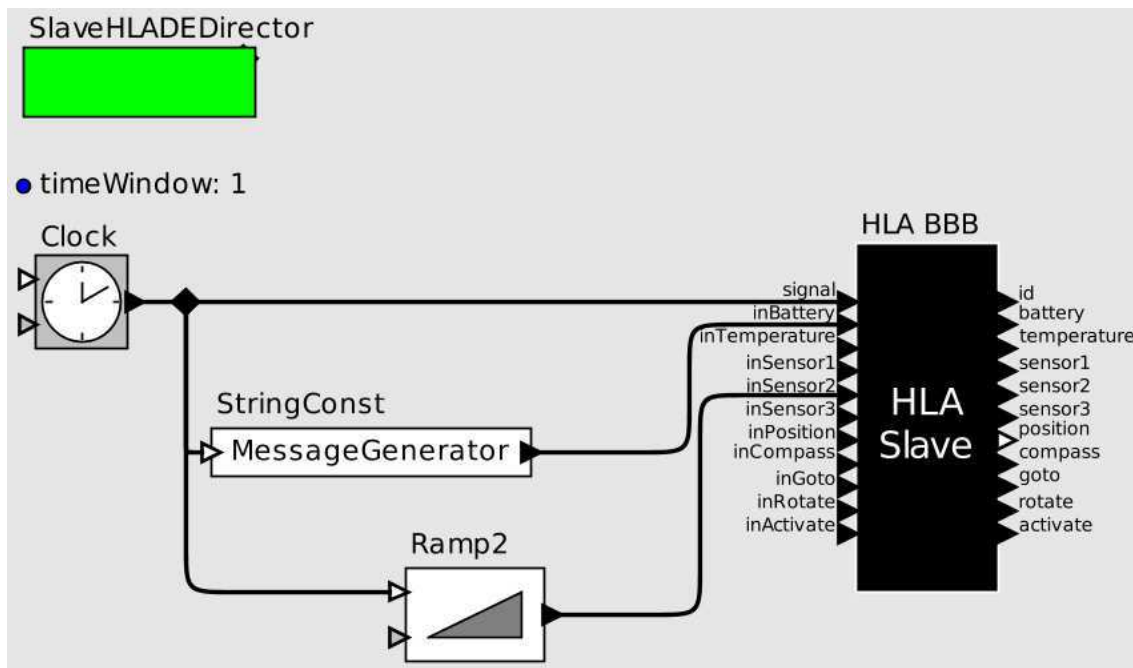 SlaveHLADEDirector
timeWindow: 1
Clock
HLA BBB
signal
inBattery
inTemperature
inSensor1
inSensor2
inSensor3
inPosition
inCompass
inGoto
inRotate
inActivate
HLA
Slave
id
battery
temperature
sensor1
sensor2
sensor3
position
compass
goto
rotate
activate
StringConst
MessageGenerator
Ramp2